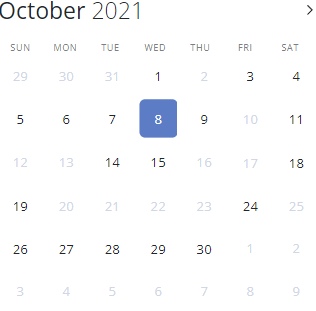 October 2021
SUN MON TUE WED THU FRI SAT
29 30 31 1 2 3 4
5 6 7 8 9 10 11
12 13 14 15 16 17 18
19 20 21 22 23 24 25
26 27 28 29 30 1 2
3 4 5 6 7 8 9